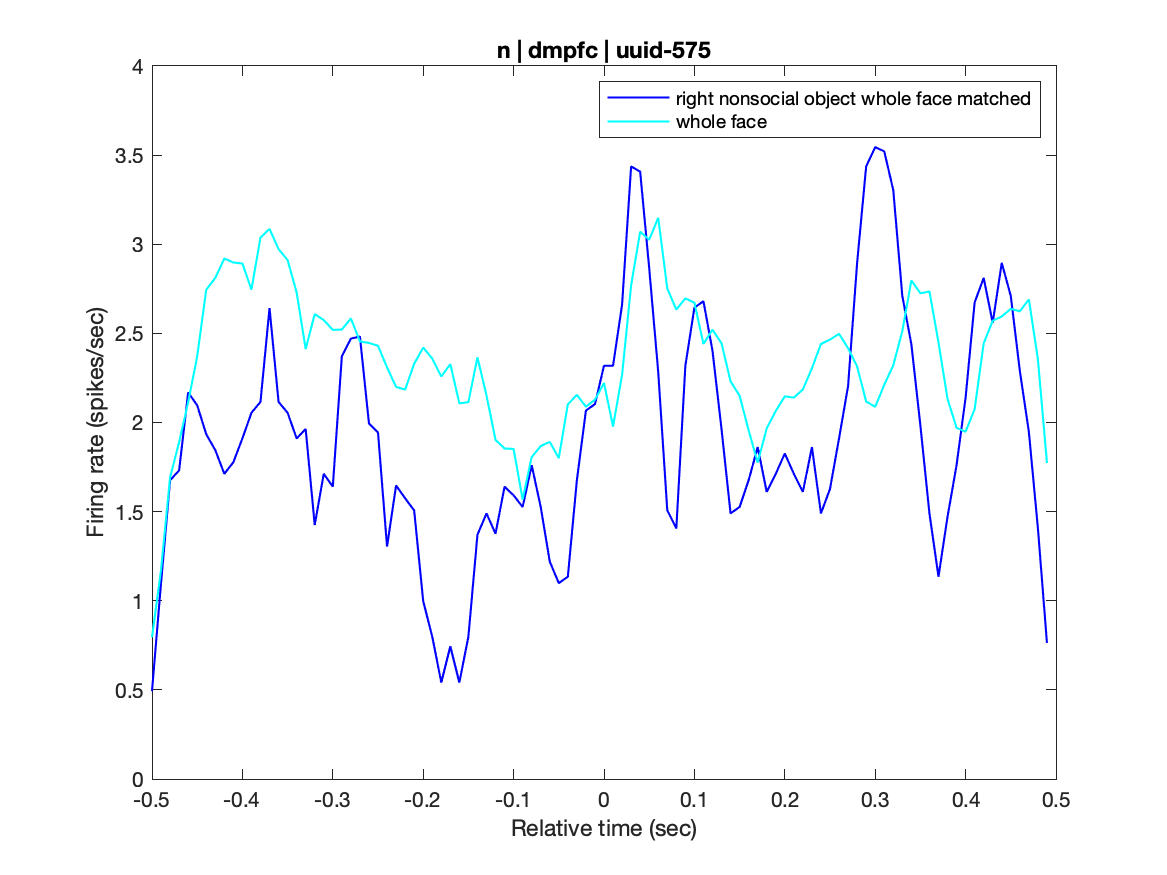 n | dmpfc | uuid-575
right nonsocial object whole face matched
whole face
4
3.5
3
2.5
2
1.5
1
0.5
0
Firing rate (spikes/sec)
-0.5 -0.4 -0.3 -0.2 -0.1 0 0.1 0.2 0.3 0.4 0.5
Relative time (sec)